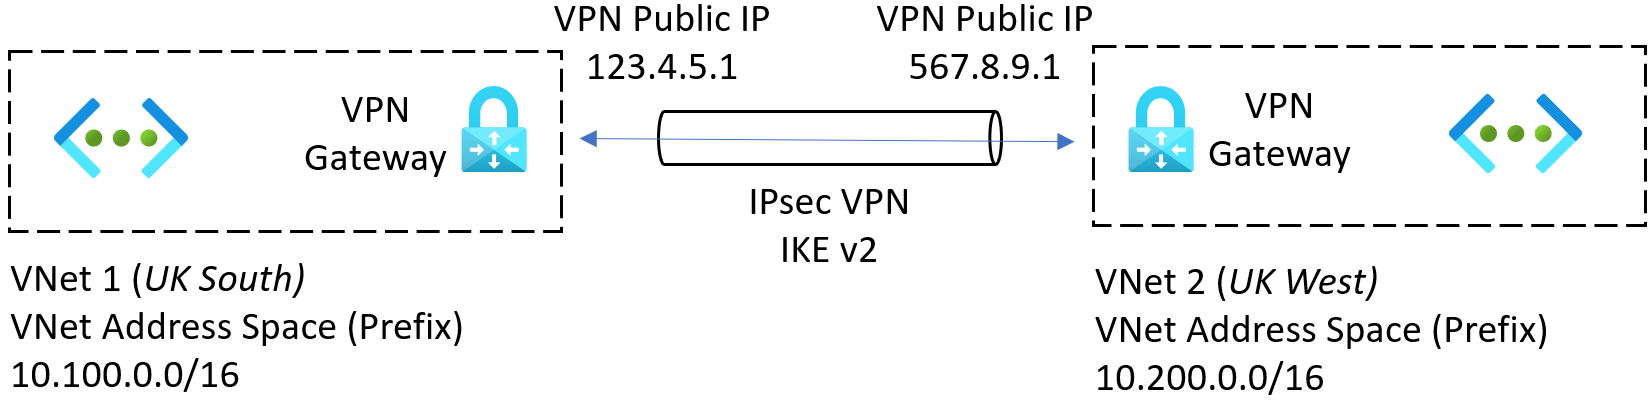 VPN Public IP
123.4.5.1
VPN Public IP
567.8.9.1
VPN
Gateway
VPN
Gateway
IPsec VPN
IKE v2
VNet 1 (UK South)
VNet Address Space (Prefix)
10.100.0.0/16
VNet 2 (UK West)
VNet Address Space (Prefix)
10.200.0.0/16